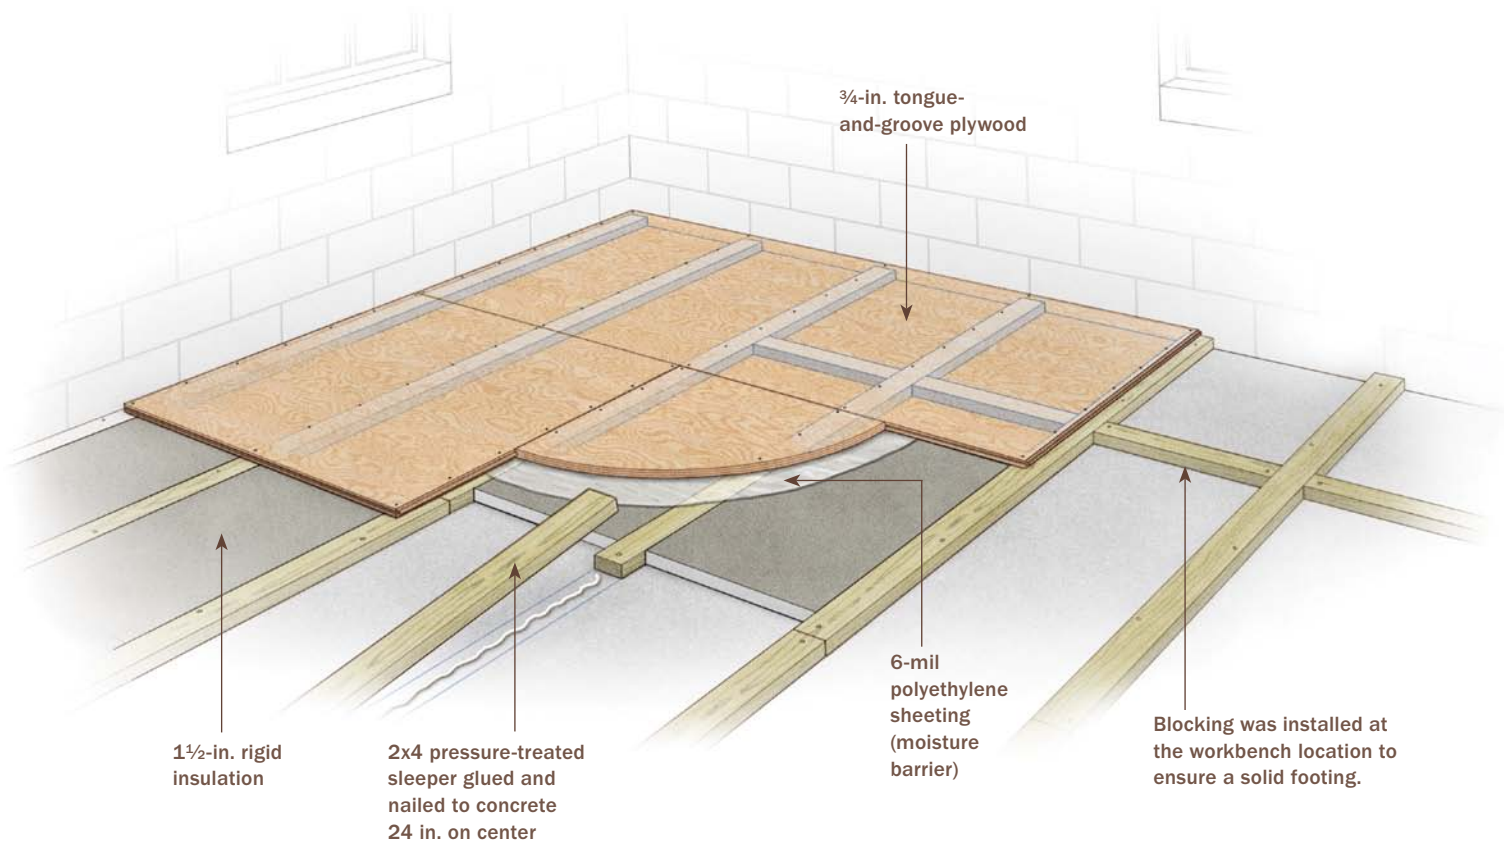 ¾-in. tongue-
and-groove plywood
6-mil
polyethylene
sheeting
(moisture
barrier)
Blocking was installed at
the workbench location to
ensure a solid footing.
1½-in. rigid
insulation
2x4 pressure-treated
sleeper glued and
nailed to concrete
24 in. on center